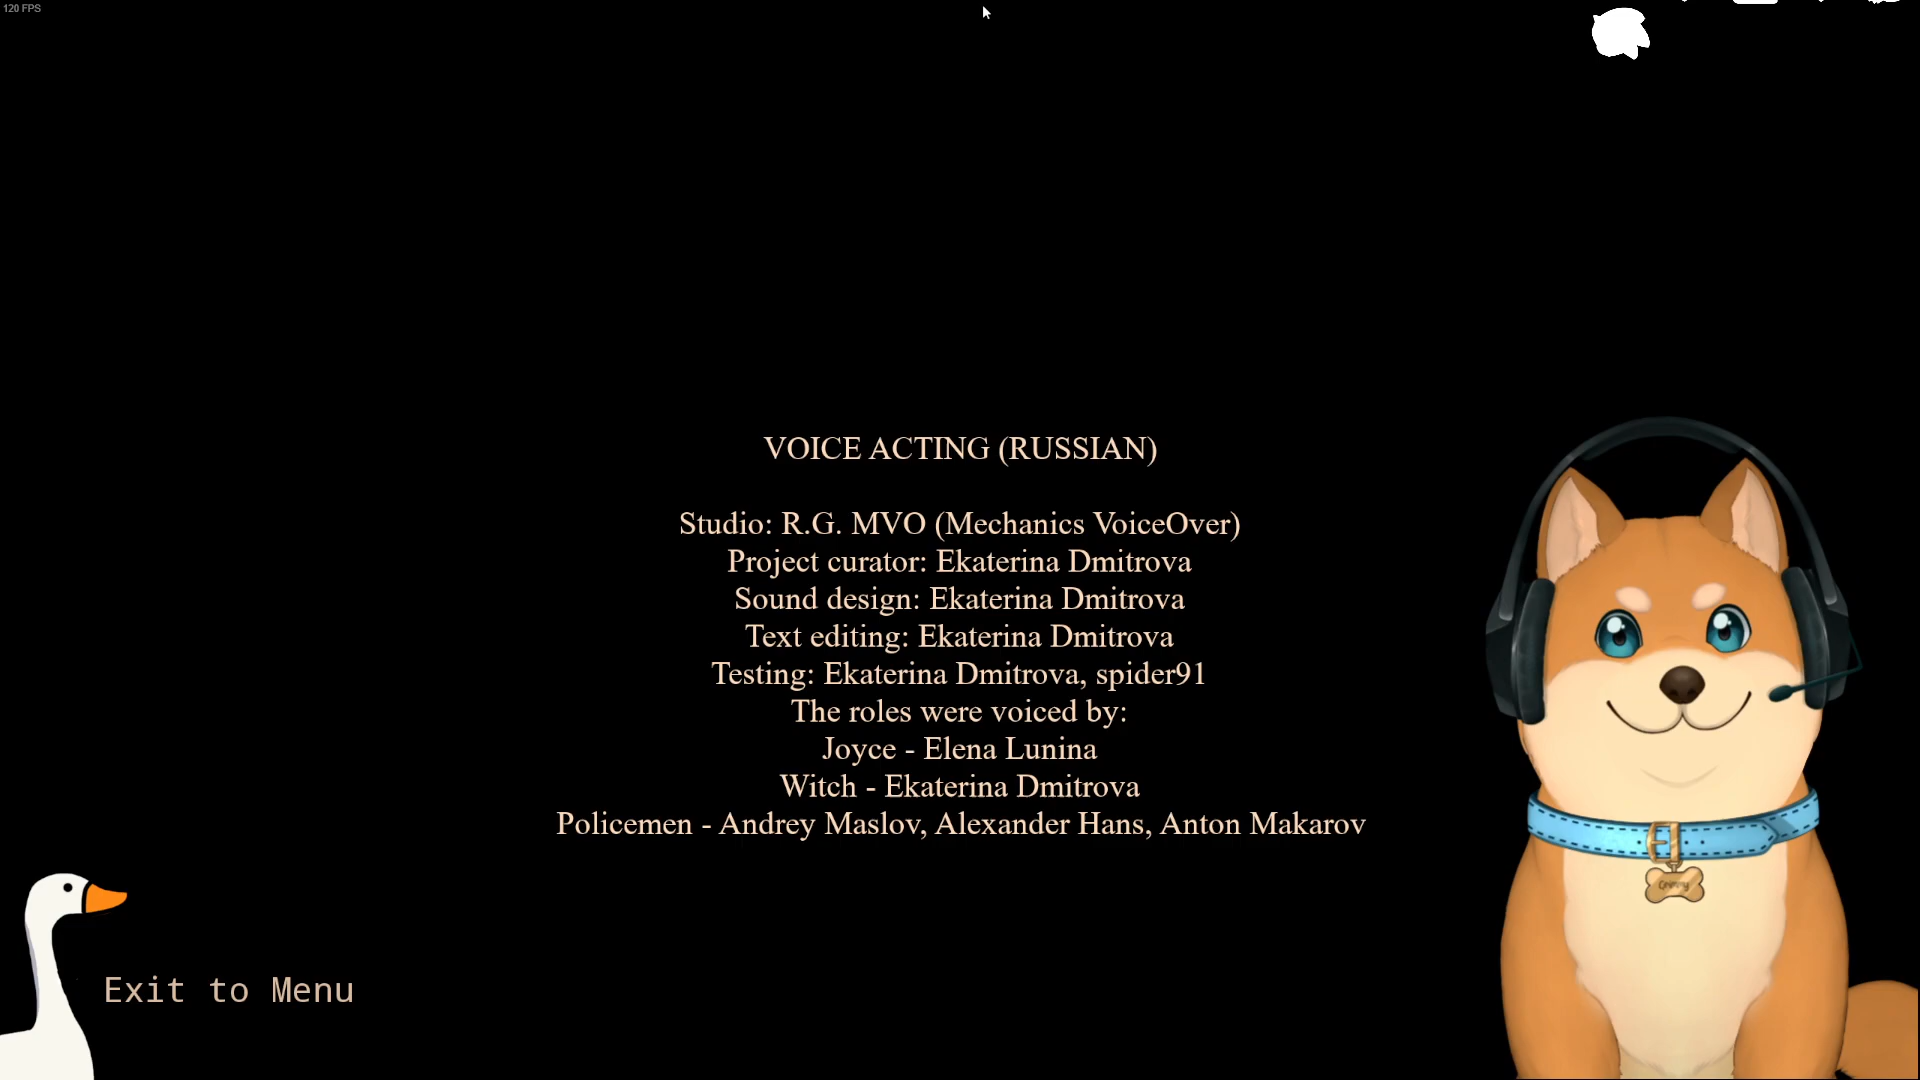 120 FPS
VOICE ACTING (RUSSIAN)
Studio: R.G. MVO (Mechanics VoiceOver)
Project curator: Ekaterina Dmitrova
Sound design: Ekaterina Dmitrova
Text editing: Ekaterina Dmitrova
Testing: Ekaterina Dmitrova, spider91
The roles were voiced by:
Joyce - Elena Lunina
Witch - Ekaterina Dmitrova
Policemen - Andrey Maslov, Alexander Hans, Anton Makarov
Exit to Menu